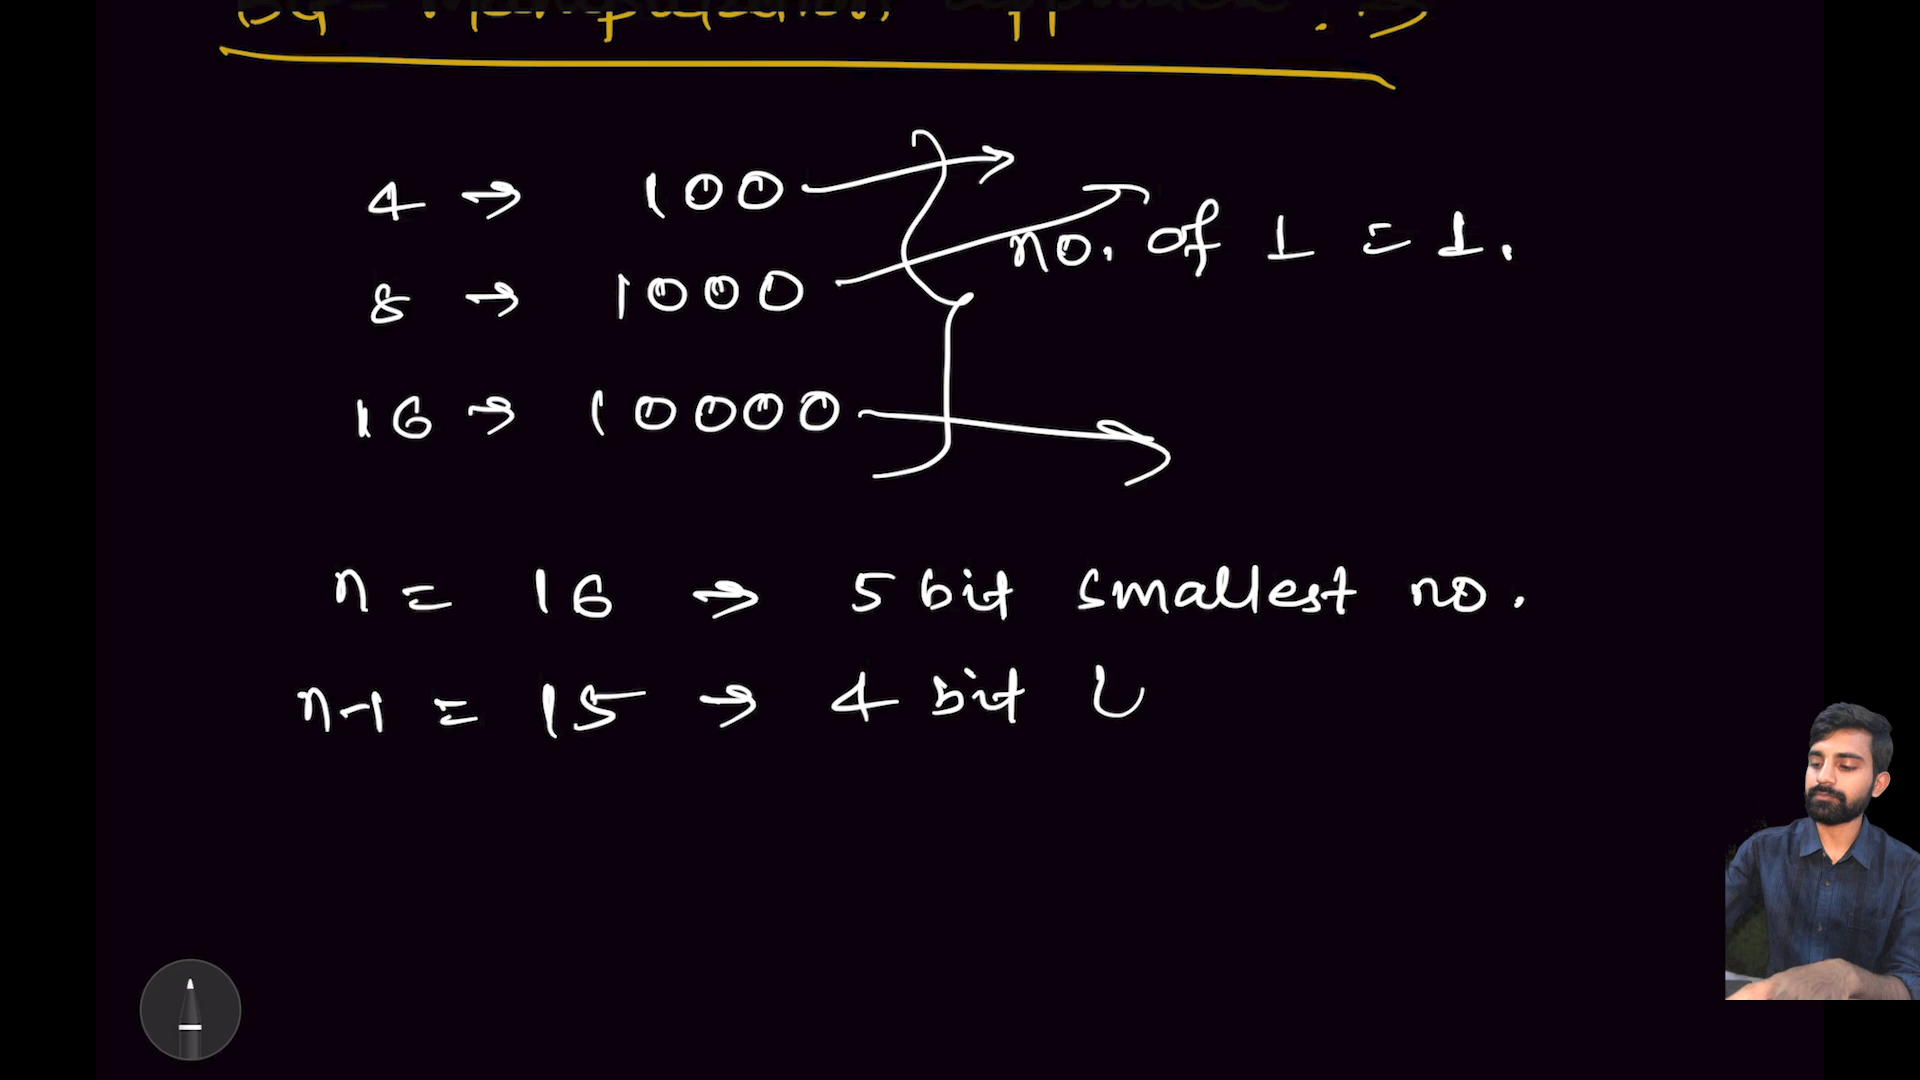 4 → 100
8 → 1000
no. of 1 = 1.
16 → 10000
n = 16 → 5 bit smallest no.
n-1 = 15 → 4 bit